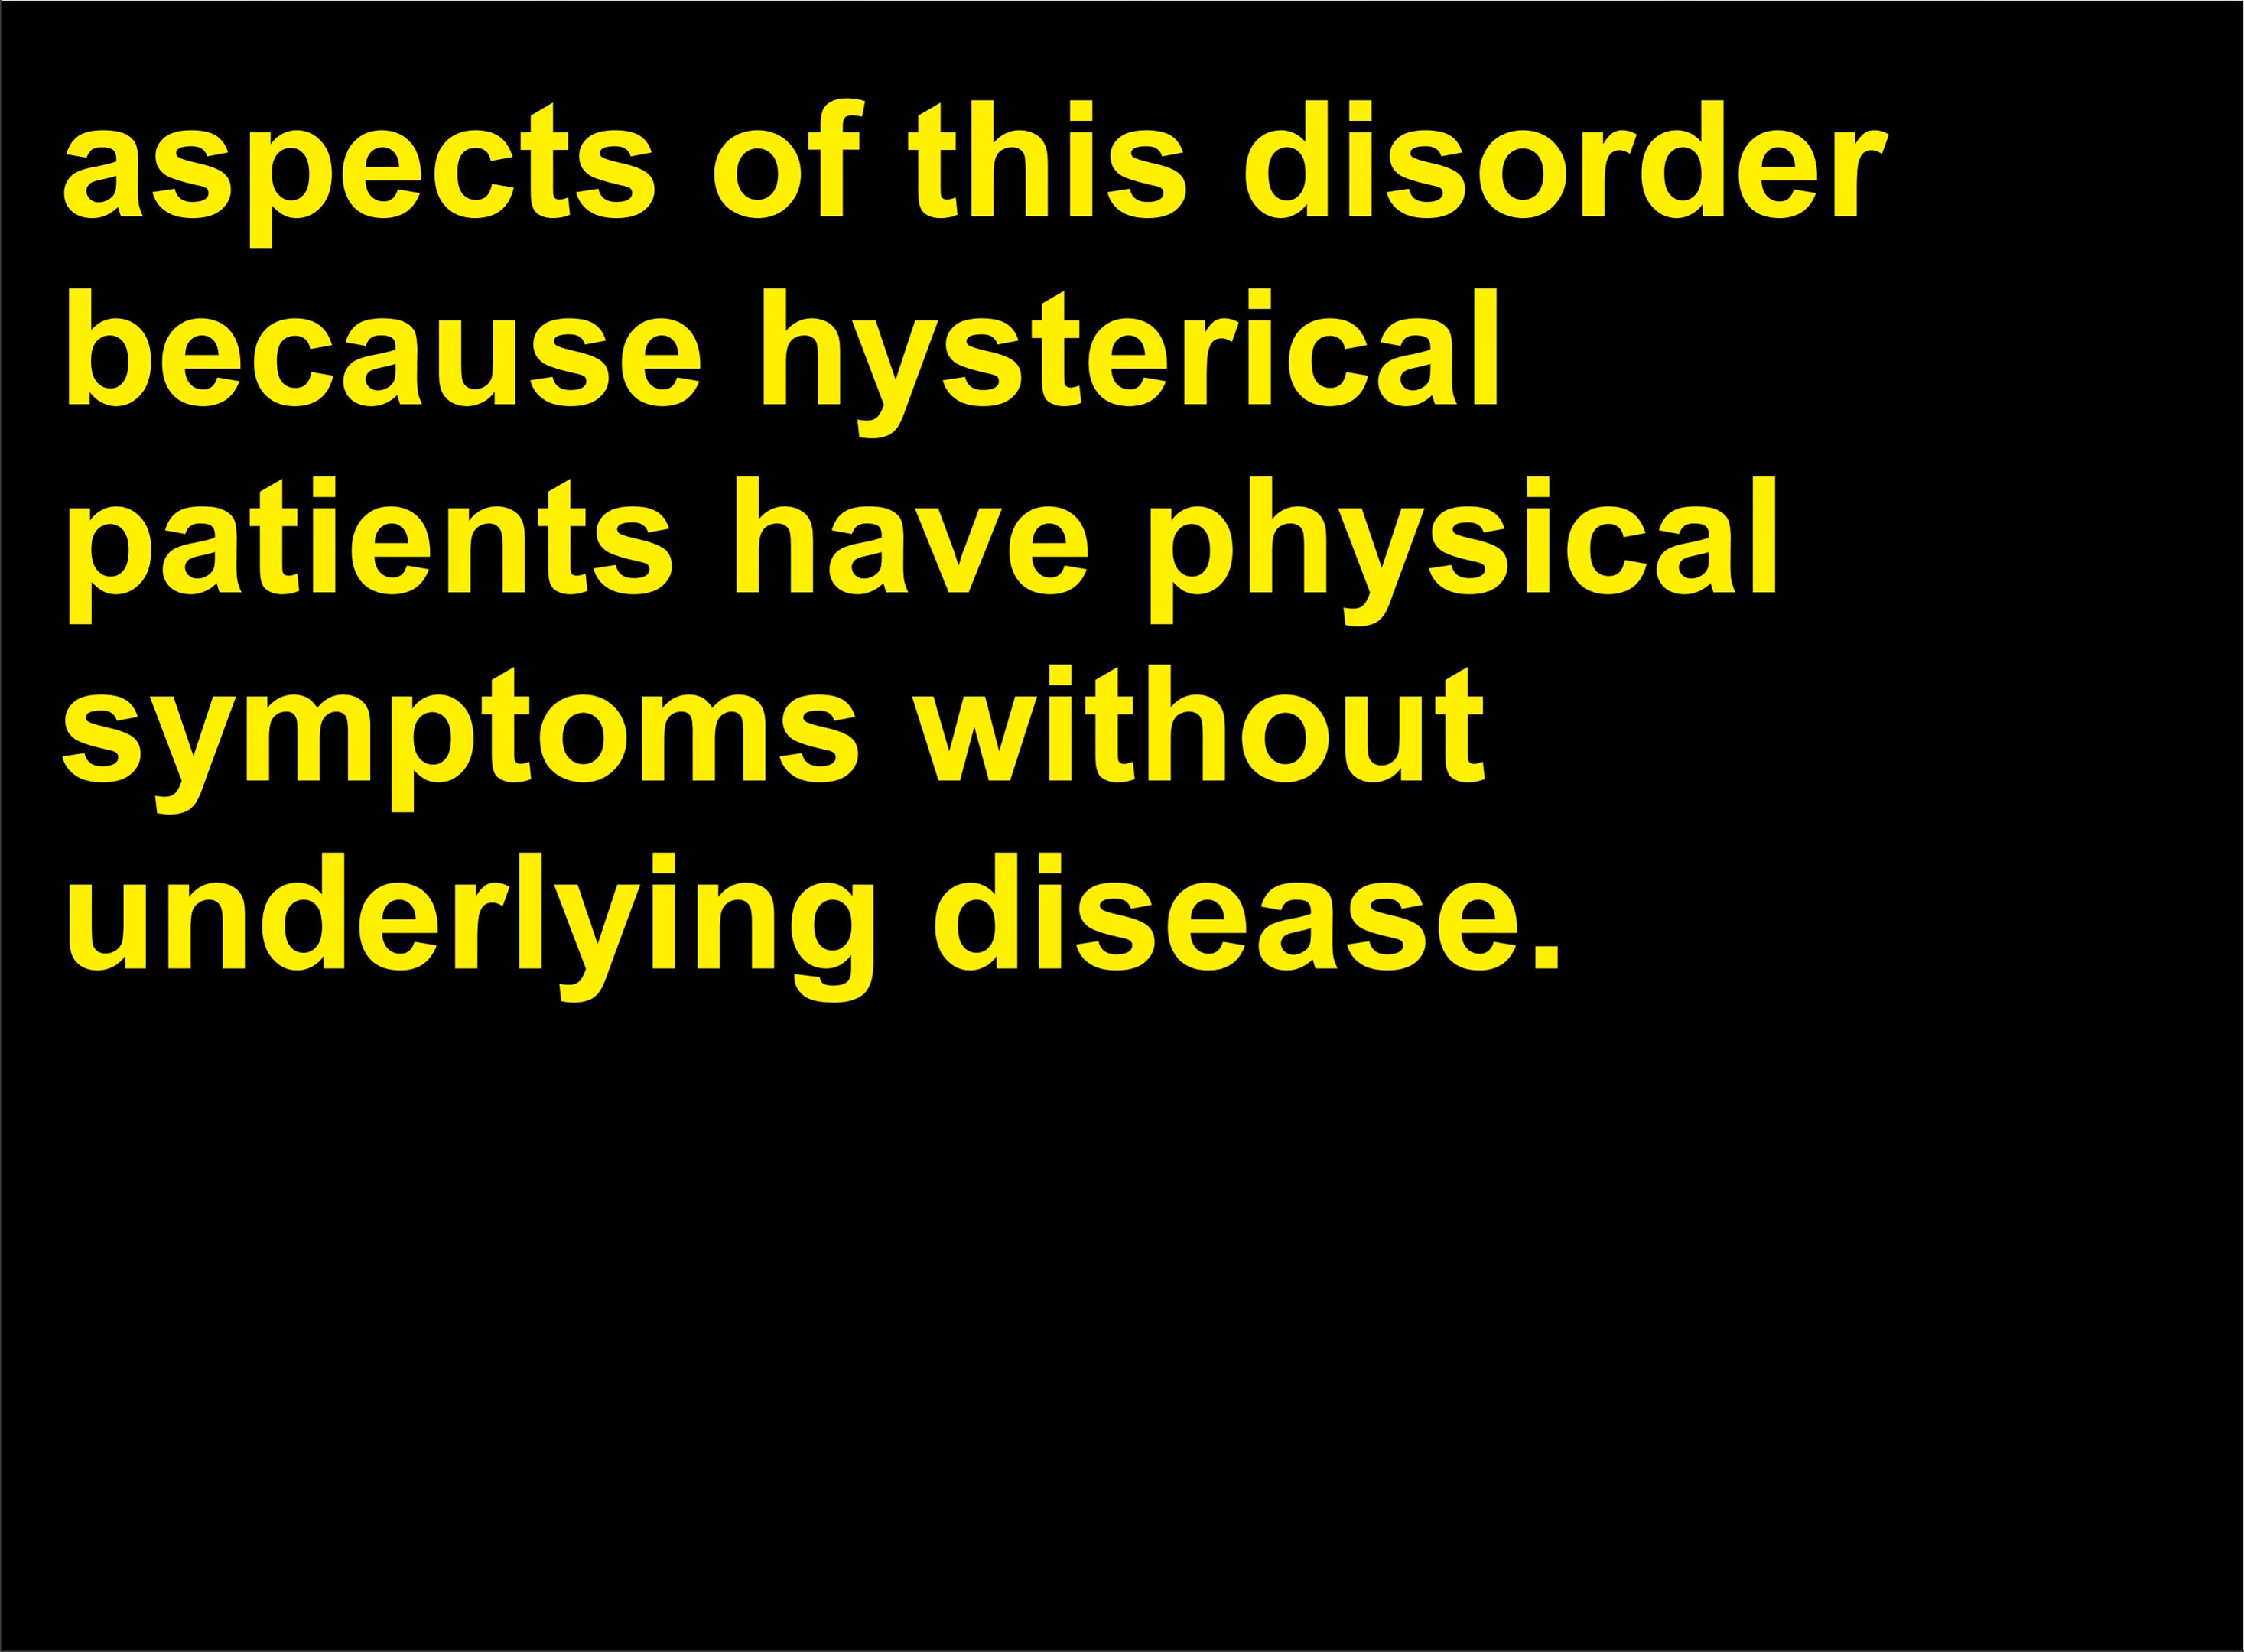 aspects of this disorder
because hysterical
patients have physical
symptoms without
underlying disease.